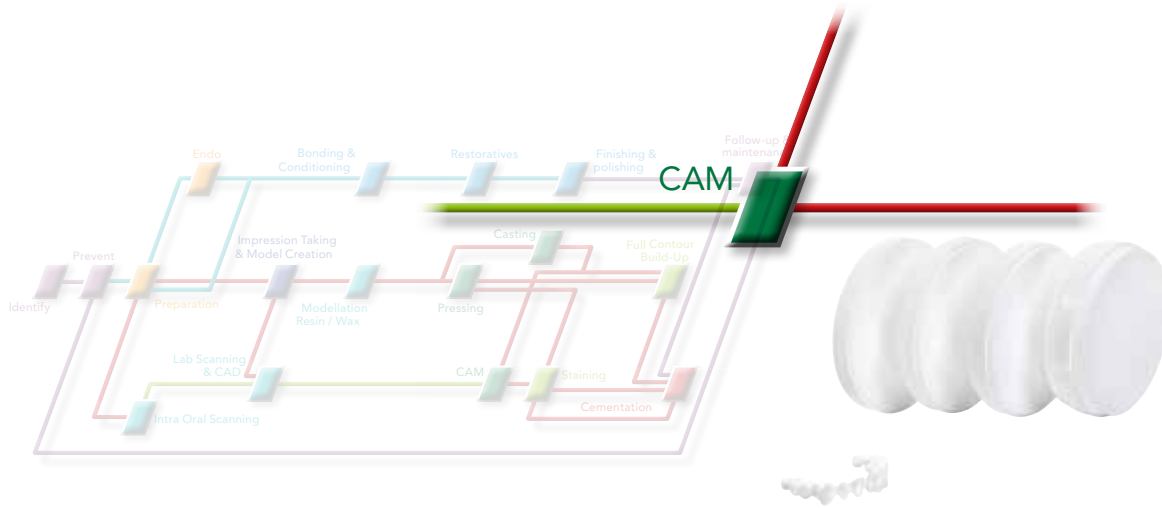 Endo
Bonding &
Conditioning
Restoratives
Finishing &
polishing
Follow-up &
maintenance
CAM
Prevent
Identify
Preparation
Impression Taking
& Model Creation
Modellation
Resin / Wax
Casting
Pressing
Full Contour
Build-Up
Lab Scanning
& CAD
Intra Oral Scanning
CAM
Staining
Cementation